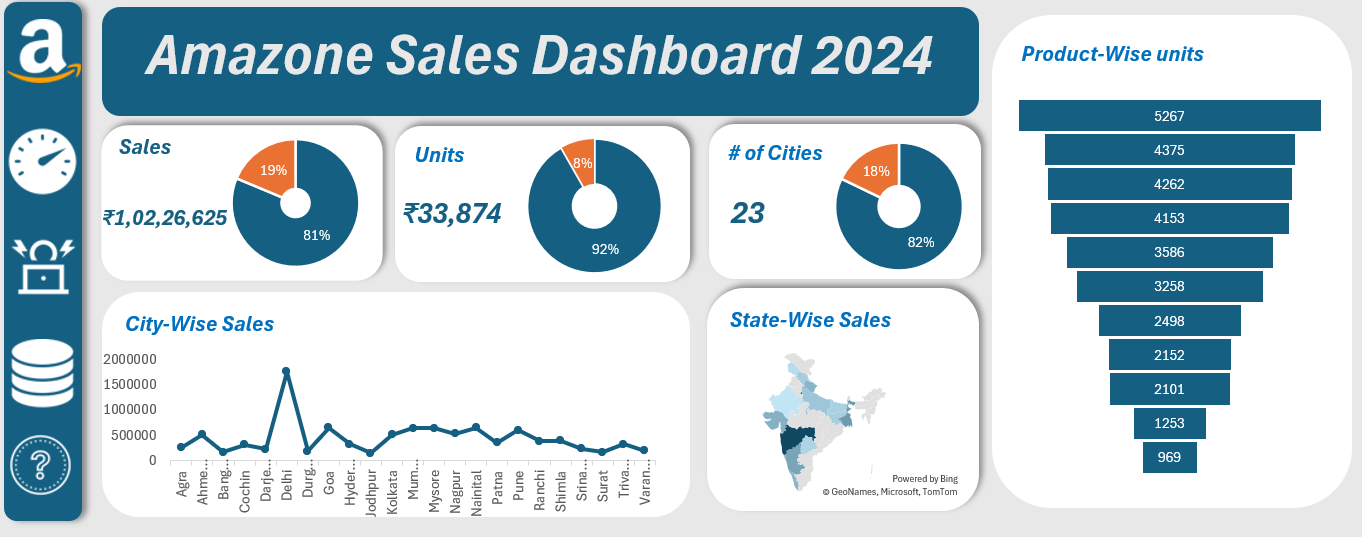 a
Amazone Sales Dashboard 2024
Sales
₹1,02,26,625
19%
81%
Units
₹33,874
8%
92%
# of Cities
23
18%
82%
Product-Wise units
5267
4375
4262
4153
3586
3258
2498
2152
2101
1253
969
City-Wise Sales
2000000
1500000
1000000
500000
0
Agra
Ahme...
Bang...
Cochin
Darje...
Delhi
Durg...
Goa
Hyder...
Jodhpur
Kolkata
Mum...
Mysore
Nagpur
Nainital
Patna
Pune
Ranchi
Shimla
Srina...
Surat
Triva...
Varan...
State-Wise Sales
Powered by Bing
© GeoNames, Microsoft, TomTom
?